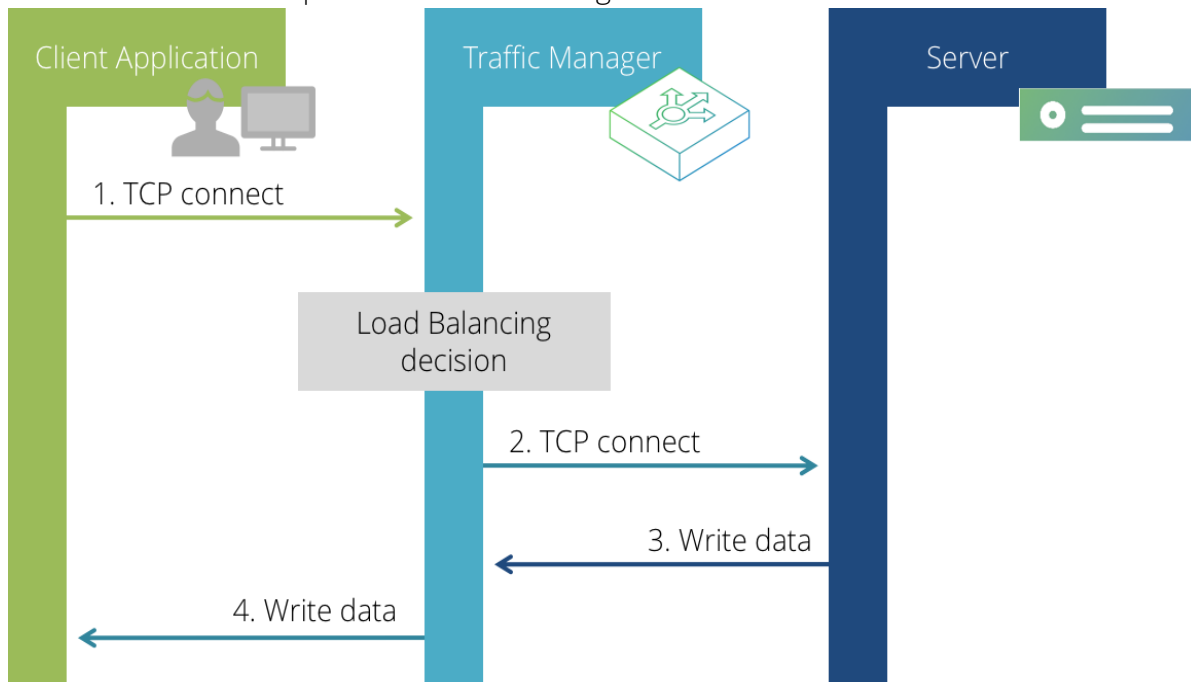 Client Application
Traffic Manager
Server
1. TCP connect
Load Balancing
decision
2. TCP connect
3. Write data
4. Write data